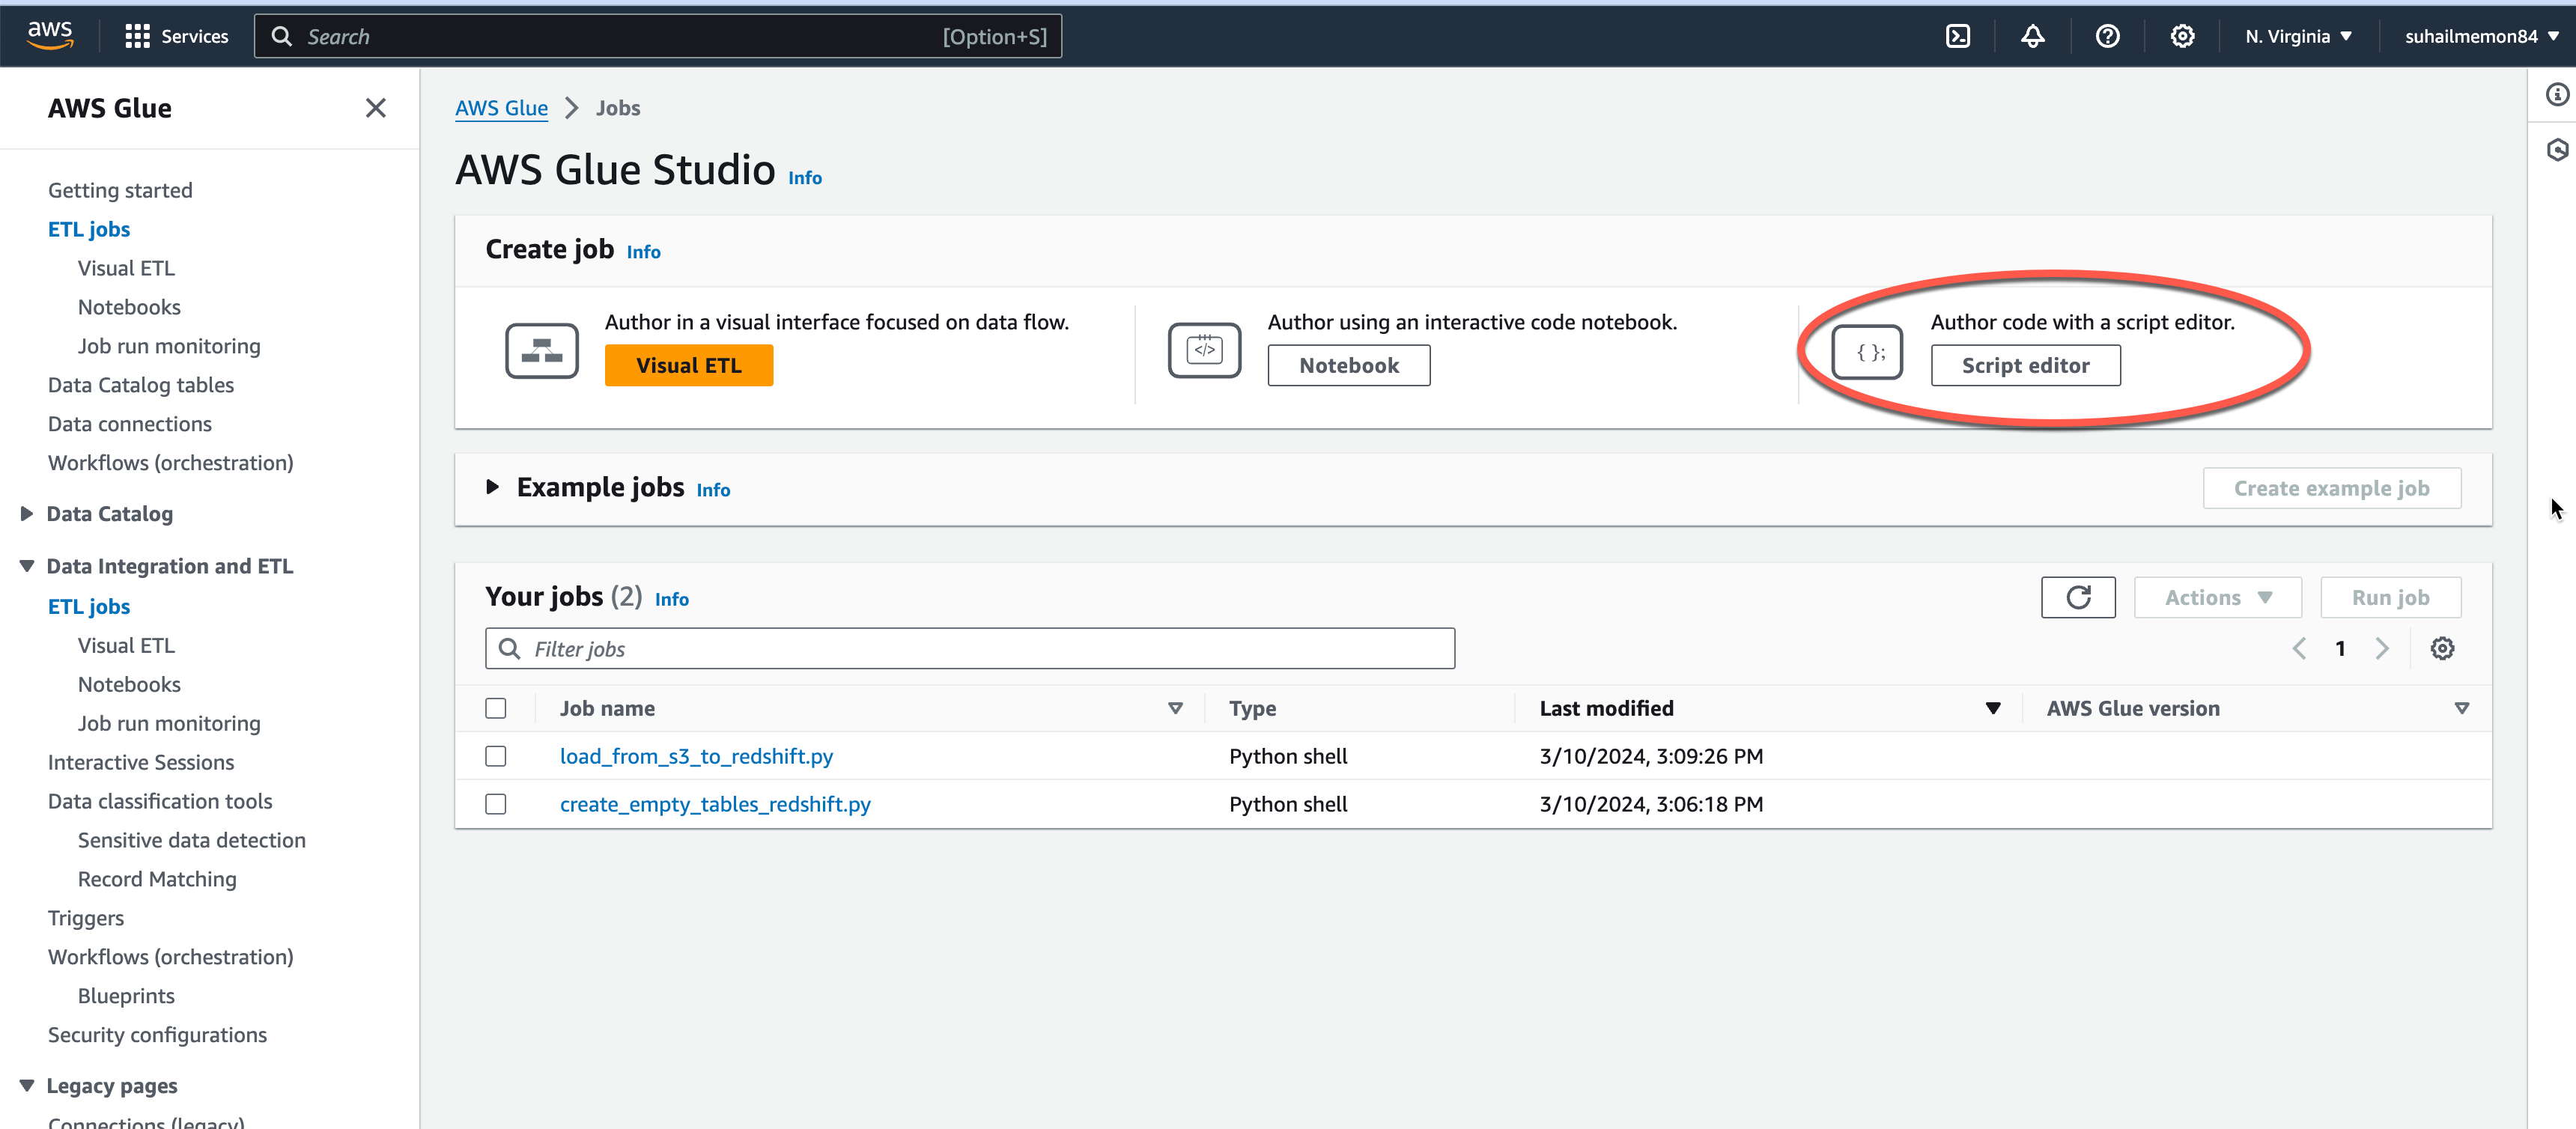 aws Services Search [Option+S] N. Virginia suhailmemon84
AWS Glue
Getting started
ETL jobs
Visual ETL
Notebooks
Job run monitoring
Data Catalog tables
Data connections
Workflows (orchestration)
Data Catalog
Data Integration and ETL
ETL jobs
Visual ETL
Notebooks
Job run monitoring
Interactive Sessions
Data classification tools
Sensitive data detection
Record Matching
Triggers
Workflows (orchestration)
Blueprints
Security configurations
Legacy pages
Connections (legacy)
AWS Glue > Jobs
AWS Glue Studio Info
Create job Info
Author in a visual interface focused on data flow.
Visual ETL
</>
Author using an interactive code notebook.
Notebook
{ };
Author code with a script editor.
Script editor
Example jobs Info
Create example job
Your jobs (2) Info
Actions
Run job
Filter jobs
1
Job name Type Last modified AWS Glue version
load_from_s3_to_redshift.py Python shell 3/10/2024, 3:09:26 PM
create_empty_tables_redshift.py Python shell 3/10/2024, 3:06:18 PM